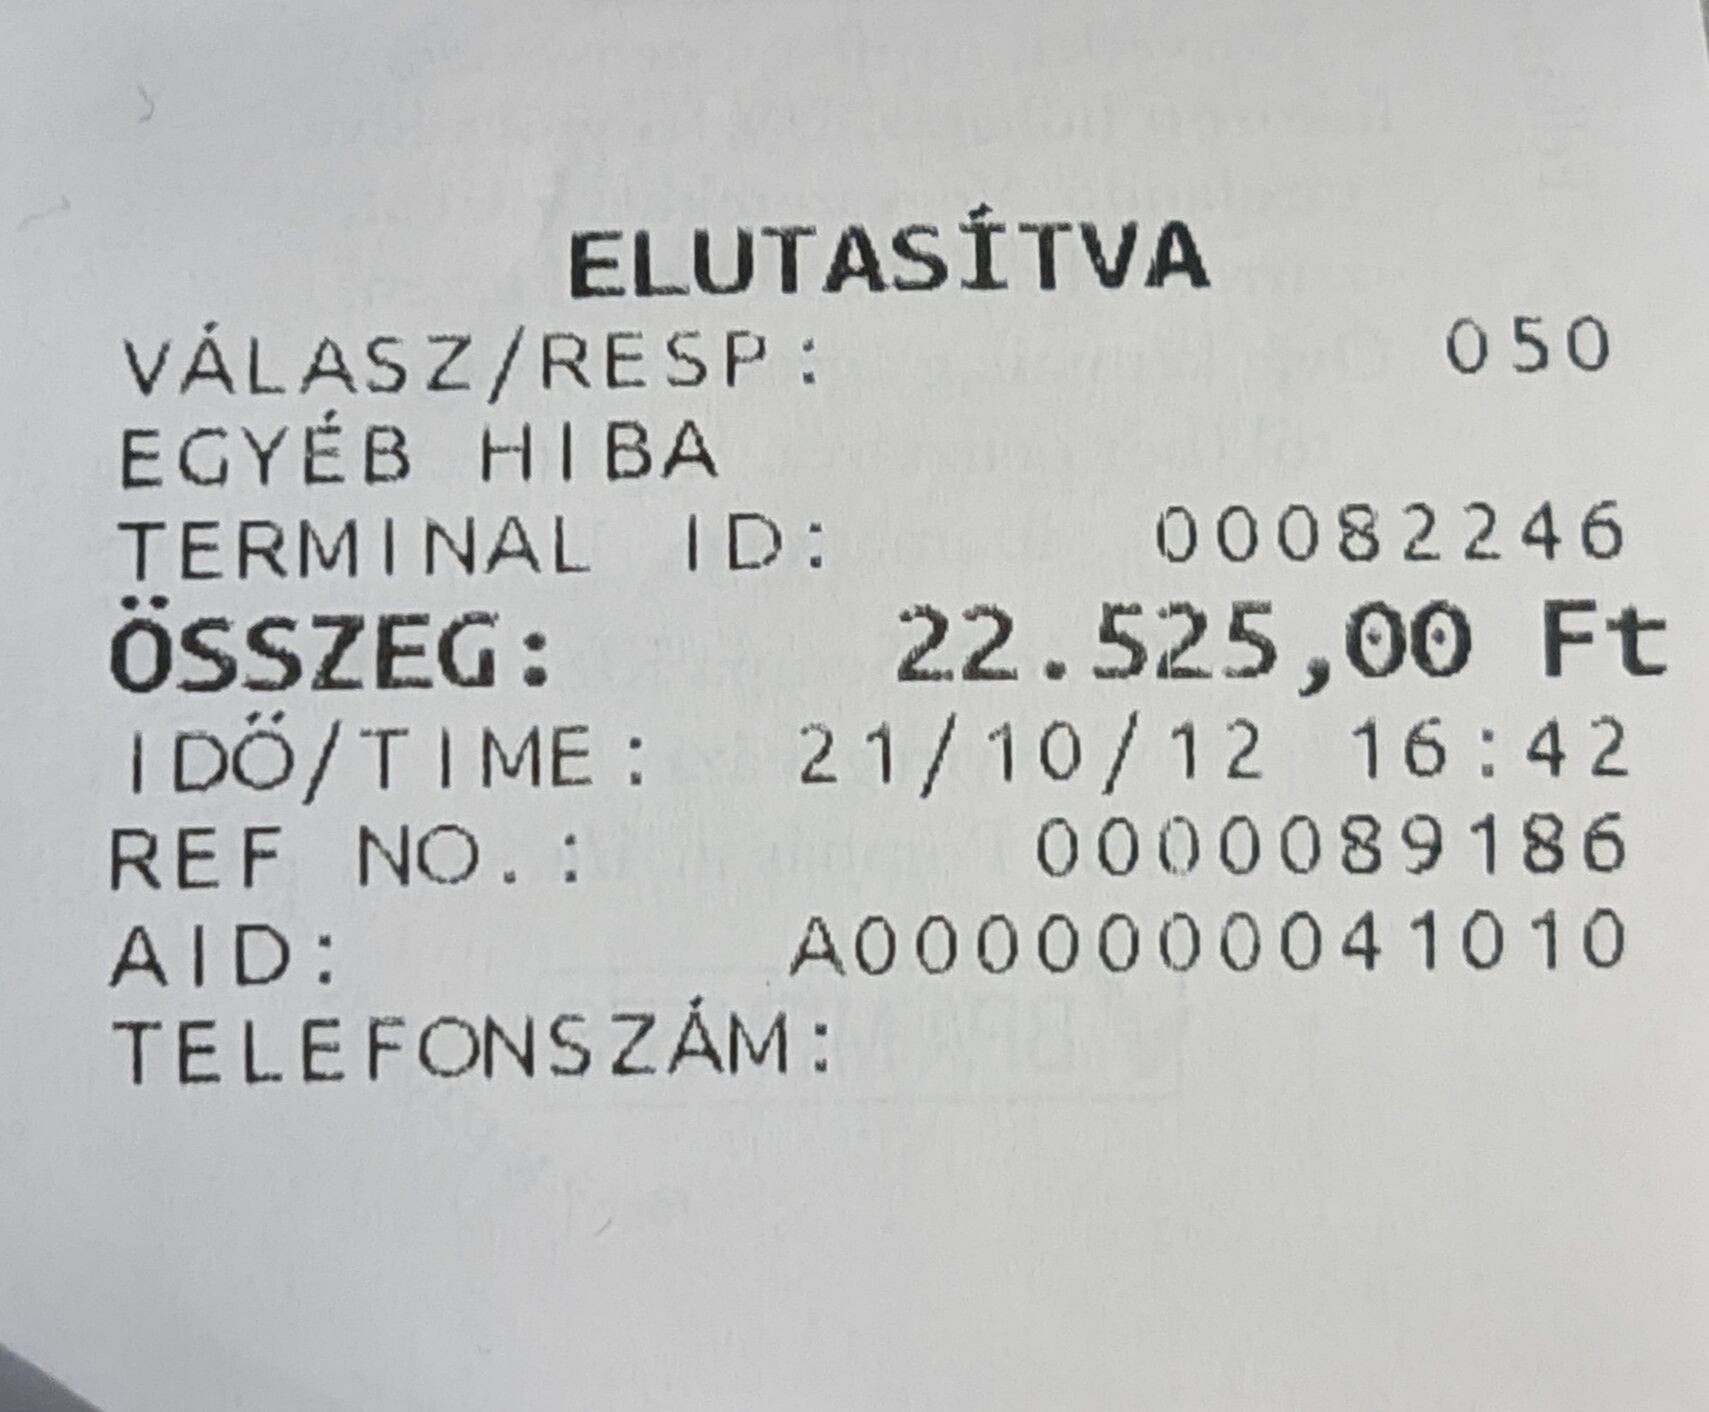 ELUTASÍTVA
VÁLASZ/RESP: 050
EGYÉB HIBA
TERMINAL ID: 00082246
ÖSSZEG: 22.525,00 Ft
IDŐ/TIME: 21/10/12 16:42
REF NO.: 0000089186
AID: A0000000041010
TELEFONSZÁM: